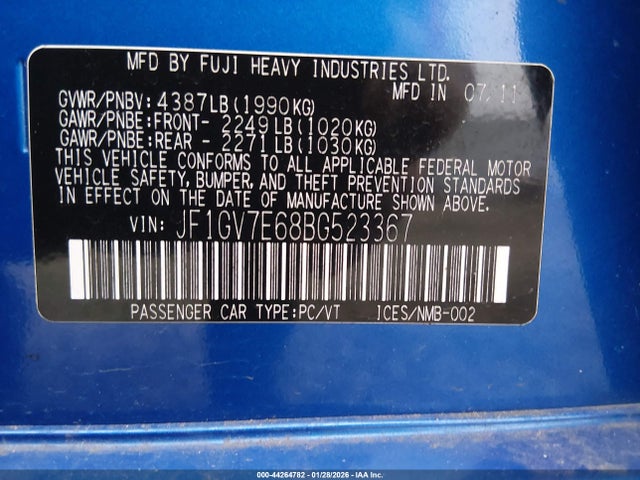 MFD BY FUJI HEAVY INDUSTRIES LTD.
MFD IN 07/11
GVWR/PNBV: 4387LB(1990KG)
GAWR/PNBE:FRONT- 2249LB(1020KG)
GAWR/PNBE:REAR - 2271LB(1030KG)
THIS VEHICLE CONFORMS TO ALL APPLICABLE FEDERAL MOTOR
VEHICLE SAFETY, BUMPER, AND THEFT PREVENTION STANDARDS
IN EFFECT ON THE DATE OF MANUFACTURE SHOWN ABOVE.
VIN: JF1GV7E68BG523367
PASSENGER CAR TYPE:PC/VT ICES/NMB-002
000-44264782 - 01/28/2026 - IAA Inc.